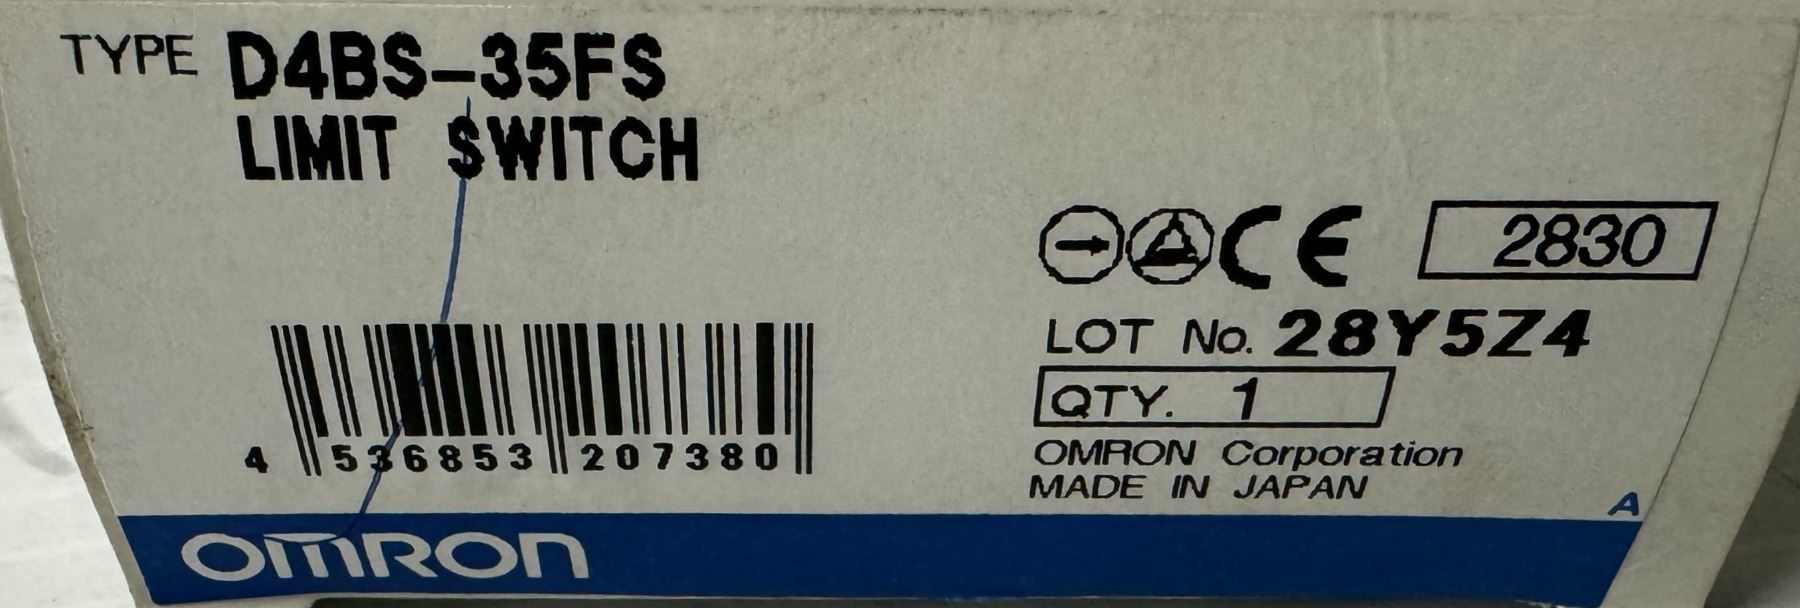 TYPE D4BS-35FS
LIMIT SWITCH
CE 2830
LOT No. 28Y5Z4
QTY. 1
4 536853 207380
OMRON Corporation
MADE IN JAPAN
A
OMRON